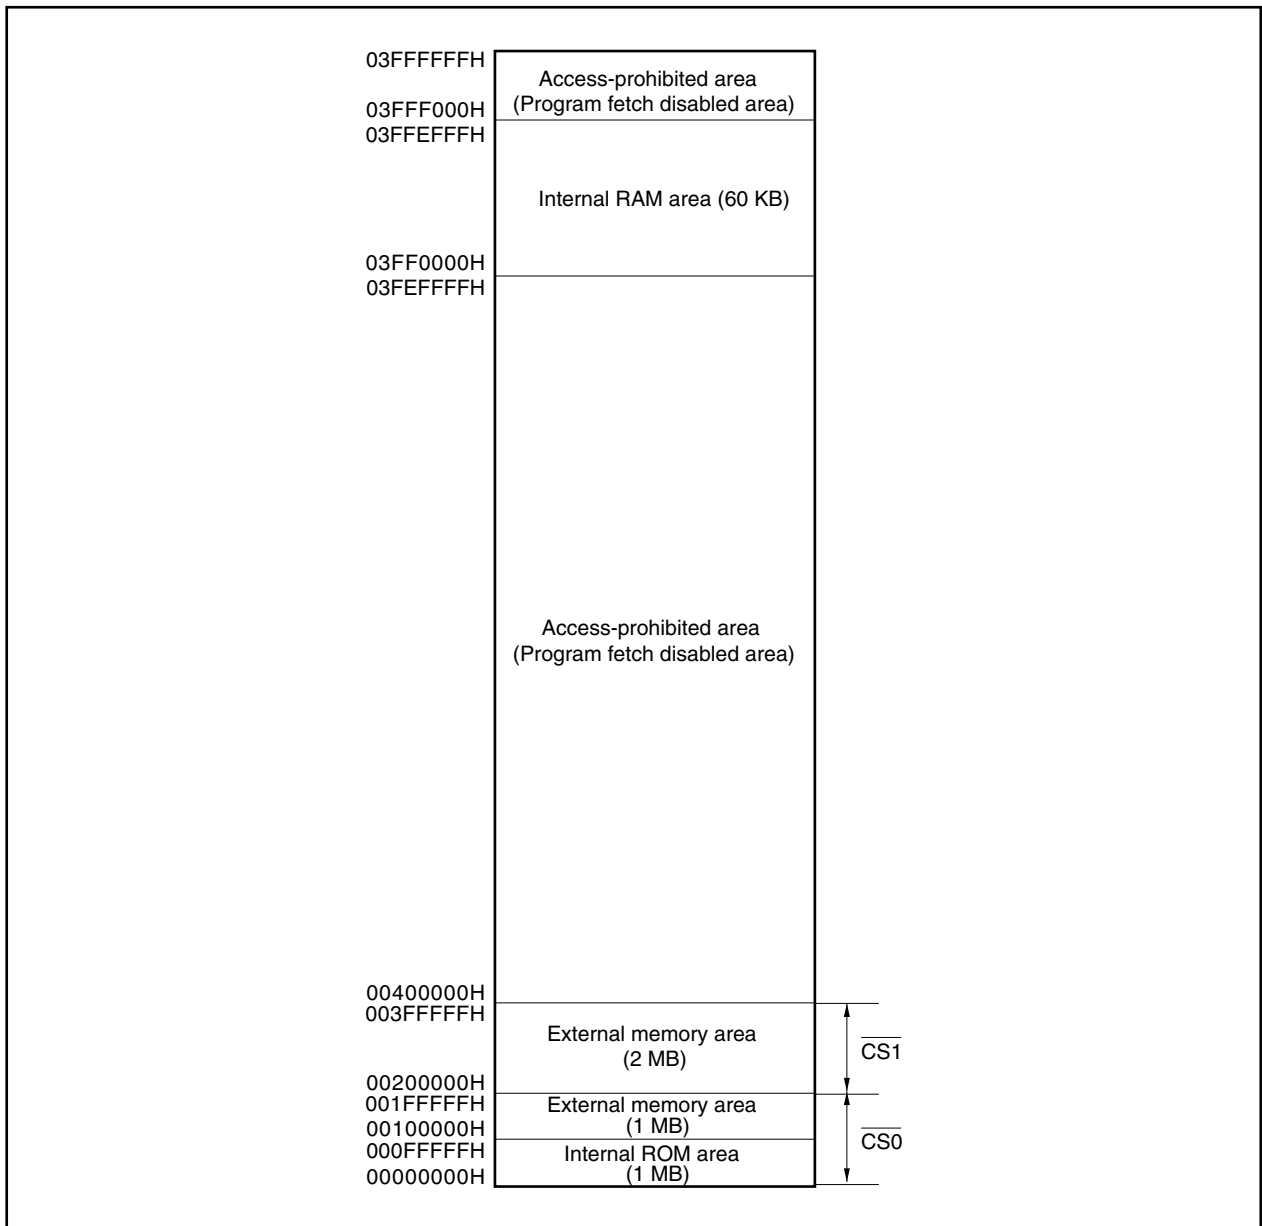 03FFFFFFH
Access-prohibited area
(Program fetch disabled area)
03FFF000H
03FFEFFFH
Internal RAM area (60 KB)
03FF0000H
03FEFFFFH
Access-prohibited area
(Program fetch disabled area)
00400000H
003FFFFFH
External memory area
(2 MB)
CS1
00200000H
001FFFFFH
External memory area
(1 MB)
00100000H
CS0
000FFFFFH
Internal ROM area
(1 MB)
00000000H